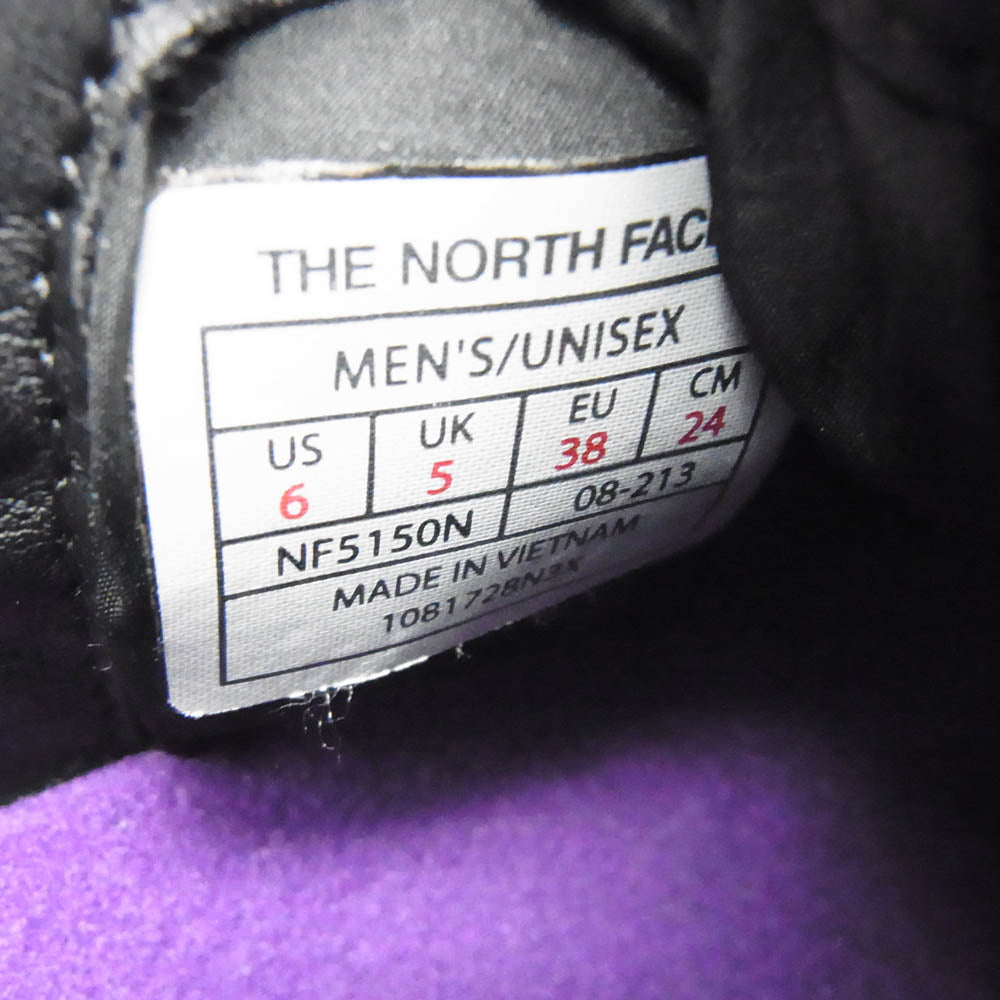 THE NORTH FAC
MEN'S/UNISEX
US UK EU CM
6 5 38 24
NF5150N 08-213
MADE IN VIETNAM
1081728N3X